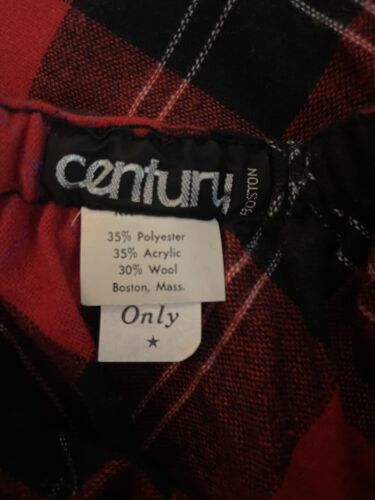 century
BOSTON
35% Polyester
35% Acrylic
30% Wool
Boston, Mass.
Only
★